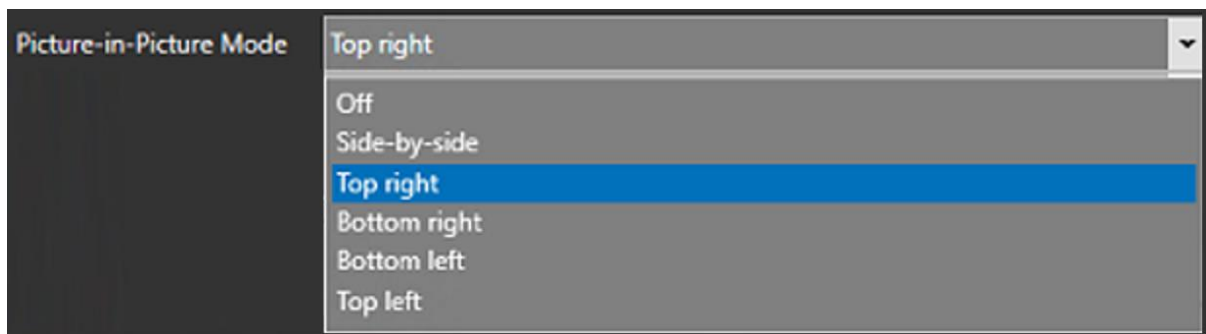 Picture-in-Picture Mode Top right
Off
Side-by-side
Top right
Bottom right
Bottom left
Top left